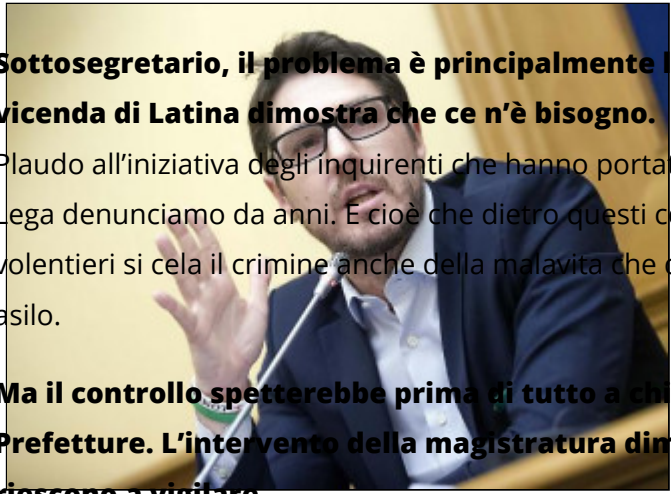 Sottosegretario, il problema è principalmente
vicenda di Latina dimostra che ce n'è bisogno.
Plaudo all'iniziativa degli inquirenti che hanno
Lega denunciamo da anni. E cioè che dietro questi
volentieri si cela il crimine anche della malavita che
asilo.
Ma il controllo spetterebbe prima di tutto a chi
Prefetture. L'intervento della magistratura
riescono a vigilare